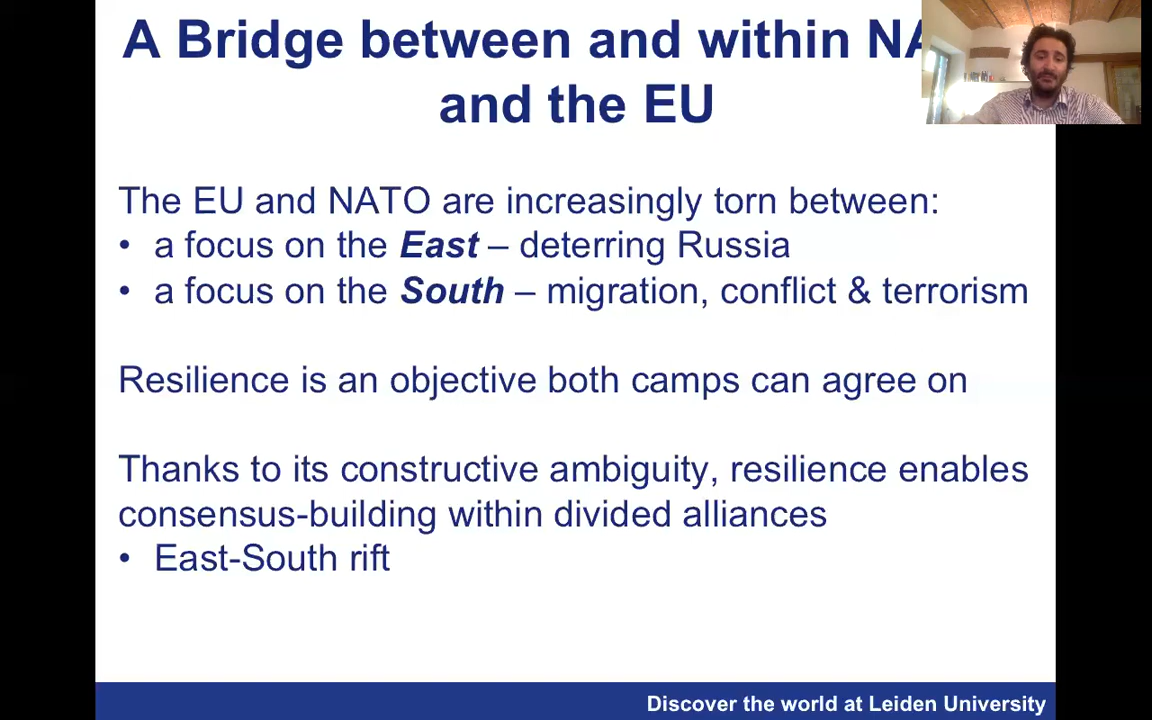 A Bridge between and within
and the EU
The EU and NATO are increasingly torn between:
• a focus on the East – deterring Russia
• a focus on the South – migration, conflict & terrorism
Resilience is an objective both camps can agree on
Thanks to its constructive ambiguity, resilience enables
consensus-building within divided alliances
• East-South rift
Discover the world at Leiden University